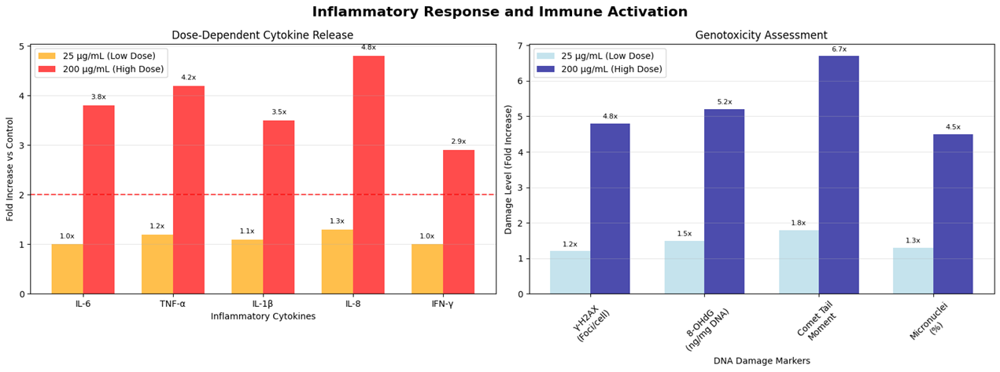 Inflammatory Response and Immune Activation
Dose-Dependent Cytokine Release
25 μg/mL (Low Dose)
200 μg/mL (High Dose)
Fold Increase vs Control
5
4
3
2
1
0
1.0x
3.8x
1.2x
4.2x
1.1x
3.5x
1.3x
4.8x
1.0x
2.9x
IL-6
TNF-α
IL-1β
IL-8
IFN-γ
Inflammatory Cytokines
Genotoxicity Assessment
25 μg/mL (Low Dose)
200 μg/mL (High Dose)
Damage Level (Fold Increase)
7
6
5
4
3
2
1
0
1.2x
4.8x
1.5x
5.2x
1.8x
6.7x
1.3x
4.5x
γ-H2AX
(Foci/cell)
8-OHdG
(ng/mg DNA)
Comet Tail
Moment
Micronuclei
(%)
DNA Damage Markers